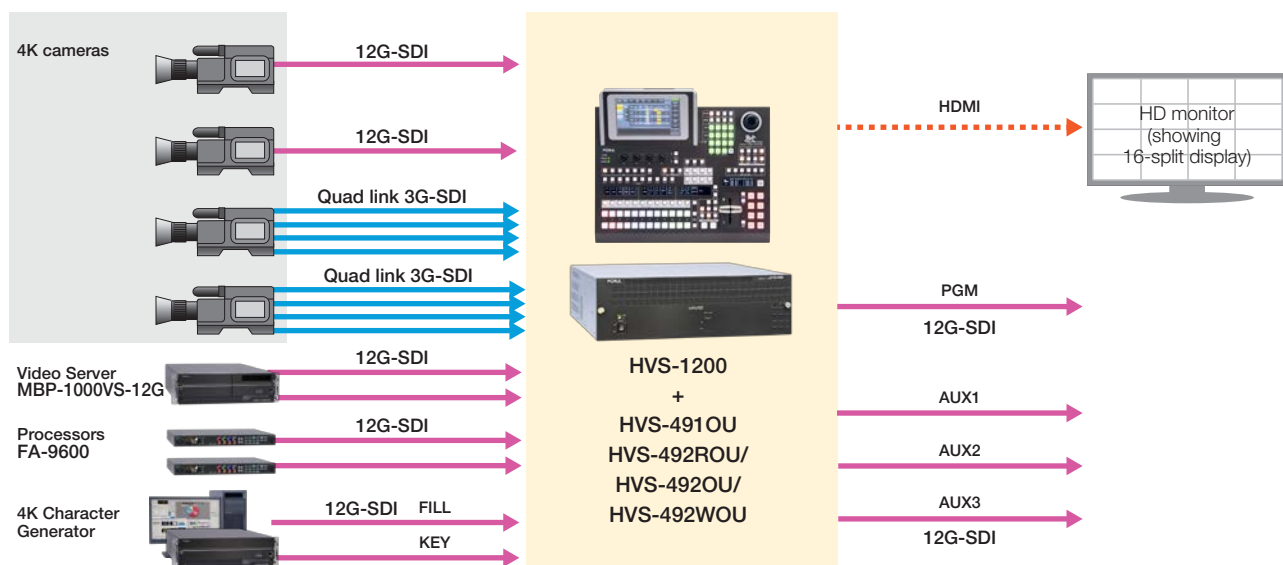 4K cameras
12G-SDI
12G-SDI
Quad link 3G-SDI
Quad link 3G-SDI
Video Server
MBP-1000VS-12G
12G-SDI
Processors
FA-9600
12G-SDI
4K Character
Generator
12G-SDI FILL
KEY
HVS-1200
+
HVS-491OU
HVS-492ROU/
HVS-492OU/
HVS-492WOU
HDMI
HD monitor
(showing
16-split display)
PGM
12G-SDI
AUX1
AUX2
AUX3
12G-SDI